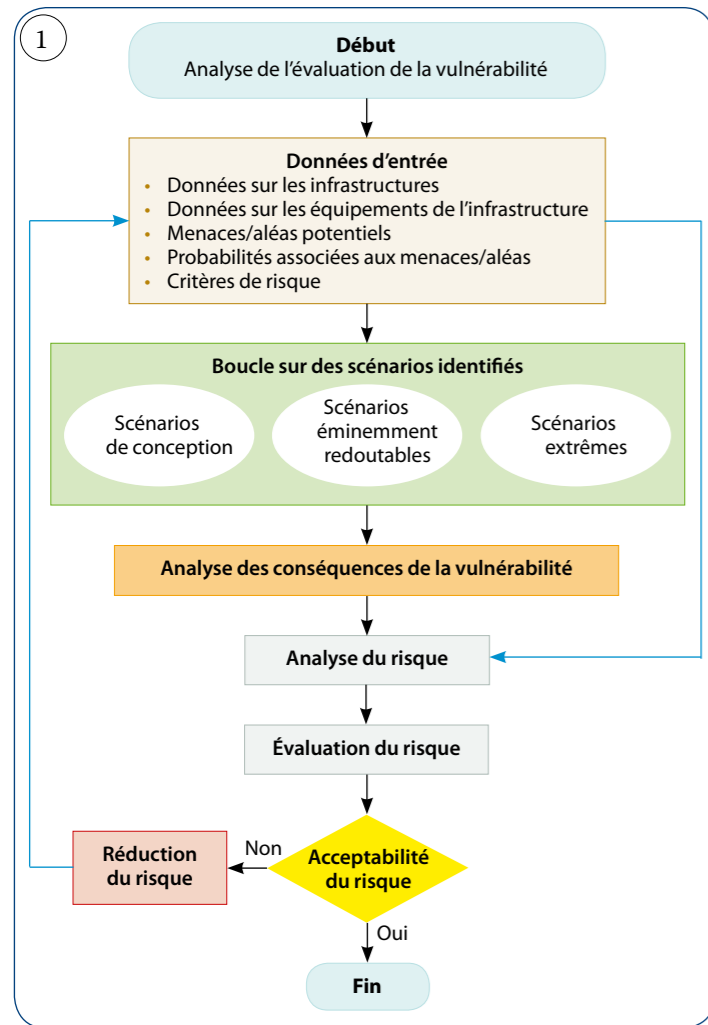 1
Début
Analyse de l’évaluation de la vulnérabilité
Données d’entrée
• Données sur les infrastructures
• Données sur les équipements de l’infrastructure
• Menaces/aléas potentiels
• Probabilités associées aux menaces/aléas
• Critères de risque
Boucle sur des scénarios identifiés
Scénarios
de conception
Scénarios
éminemment
redoutables
Scénarios
extrêmes
Analyse des conséquences de la vulnérabilité
Analyse du risque
Évaluation du risque
Acceptabilité
du risque
Non
Réduction
du risque
Oui
Fin